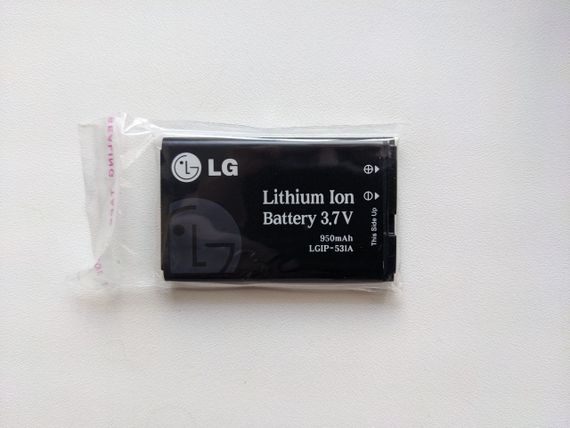 LG
Lithium Ion
Battery 3.7V
950mAh
LGIP-531A
This Side Up